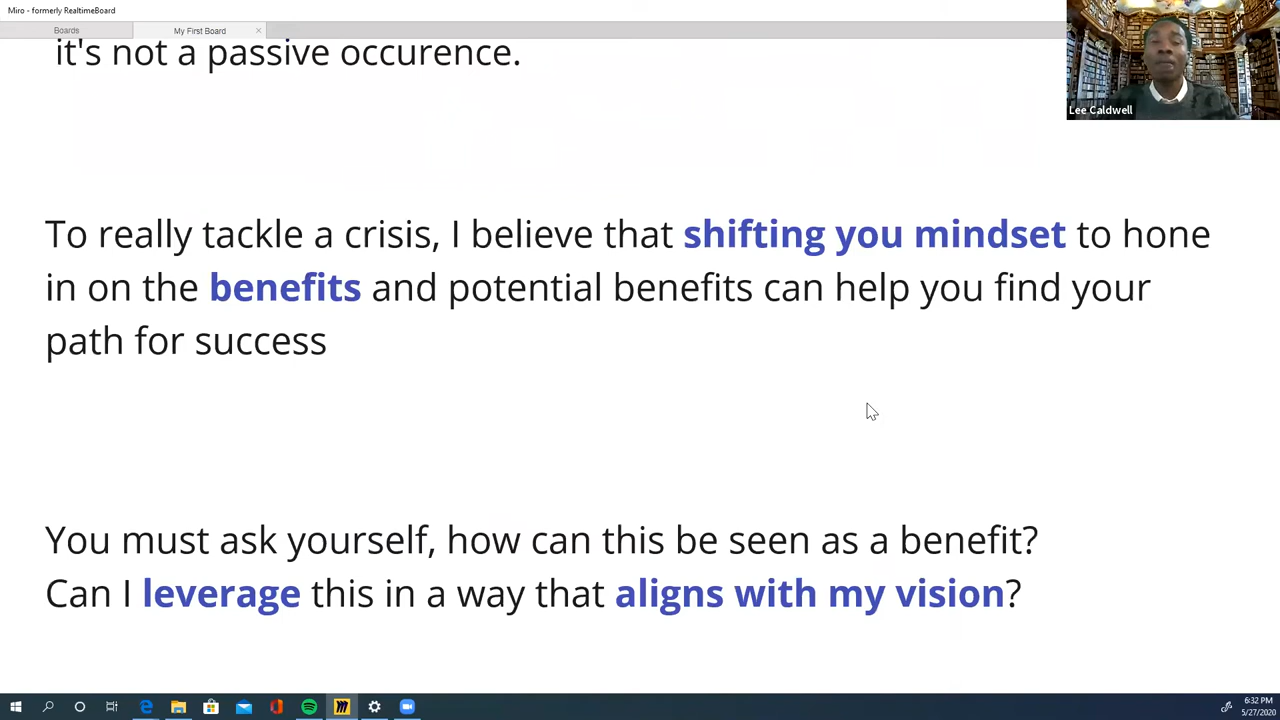 Miro - formerly RealtimeBoard
Boards
My First Board
it's not a passive occurence.
Lee Caldwell
To really tackle a crisis, I believe that shifting you mindset to hone
in on the benefits and potential benefits can help you find your
path for success
You must ask yourself, how can this be seen as a benefit?
Can I leverage this in a way that aligns with my vision?
6:32 PM
5/27/2020